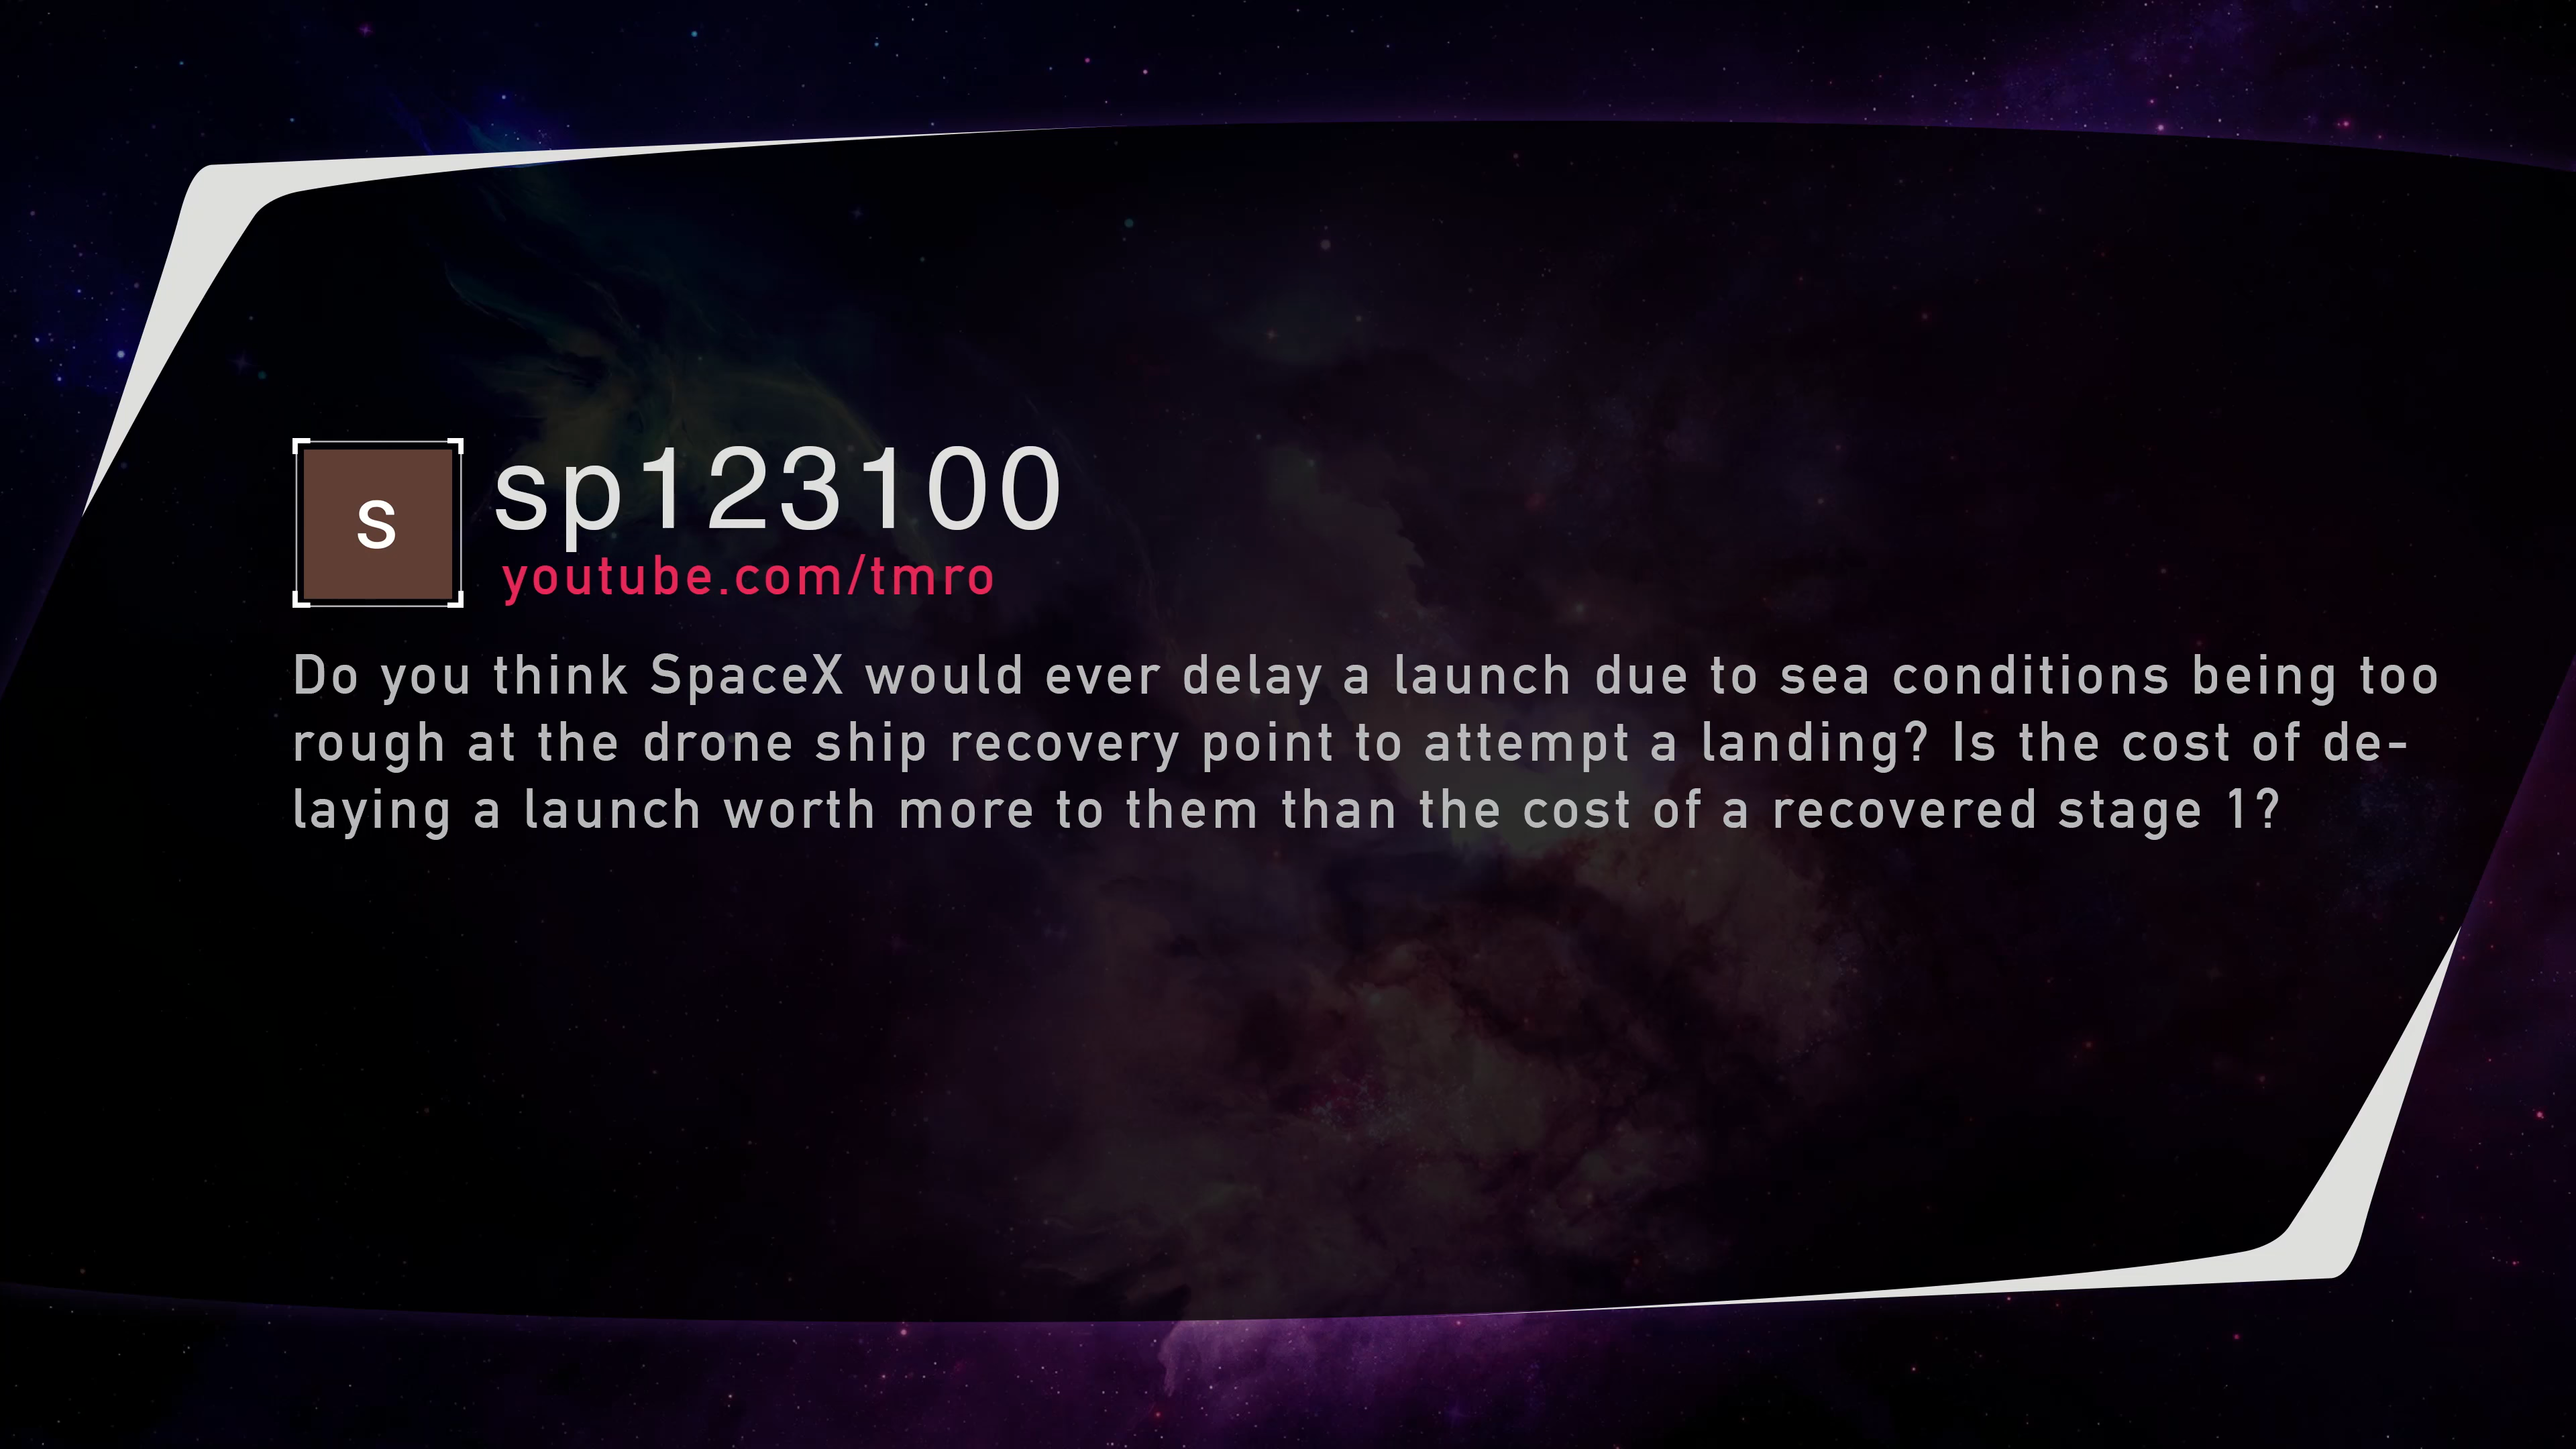 s
sp123100
youtube.com/tmro
Do you think SpaceX would ever delay a launch due to sea conditions being too
rough at the drone ship recovery point to attempt a landing? Is the cost of de-
laying a launch worth more to them than the cost of a recovered stage 1?